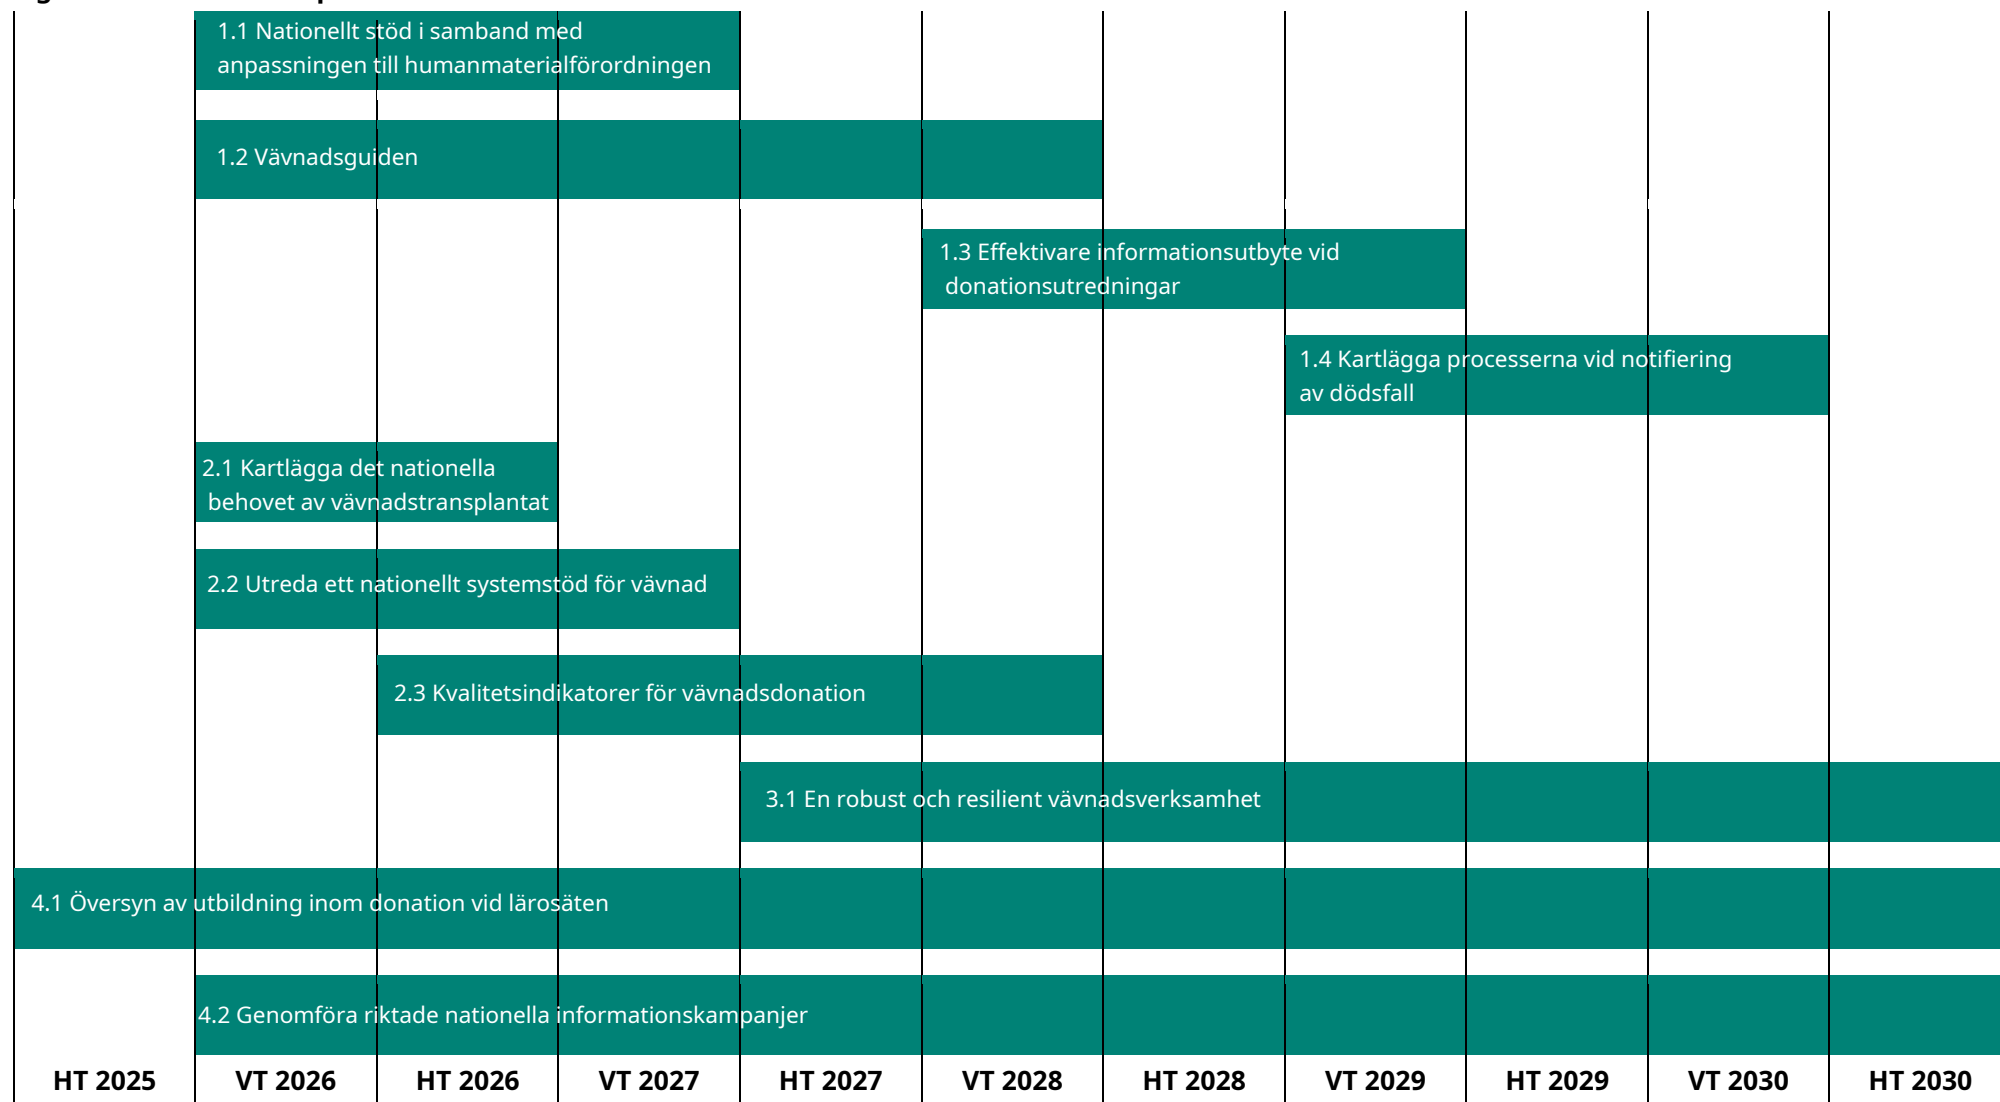 1.1 Nationellt stöd i samband med
anpassningen till humanmaterialförordningen
1.2 Vävnadsguiden
1.3 Effektivare informationsutbyte vid
donationsutredningar
1.4 Kartlägga processerna vid notifiering
av dödsfall
2.1 Kartlägga det nationella
behovet av vävnadstransplantat
2.2 Utreda ett nationellt systemstöd för vävnad
2.3 Kvalitetsindikatorer för vävnadsdonation
3.1 En robust och resilient vävnadsverksamhet
4.1 Översyn av utbildning inom donation vid lärosäten
4.2 Genomföra riktade nationella informationskampanjer
HT 2025 VT 2026 HT 2026 VT 2027 HT 2027 VT 2028 HT 2028 VT 2029 HT 2029 VT 2030 HT 2030